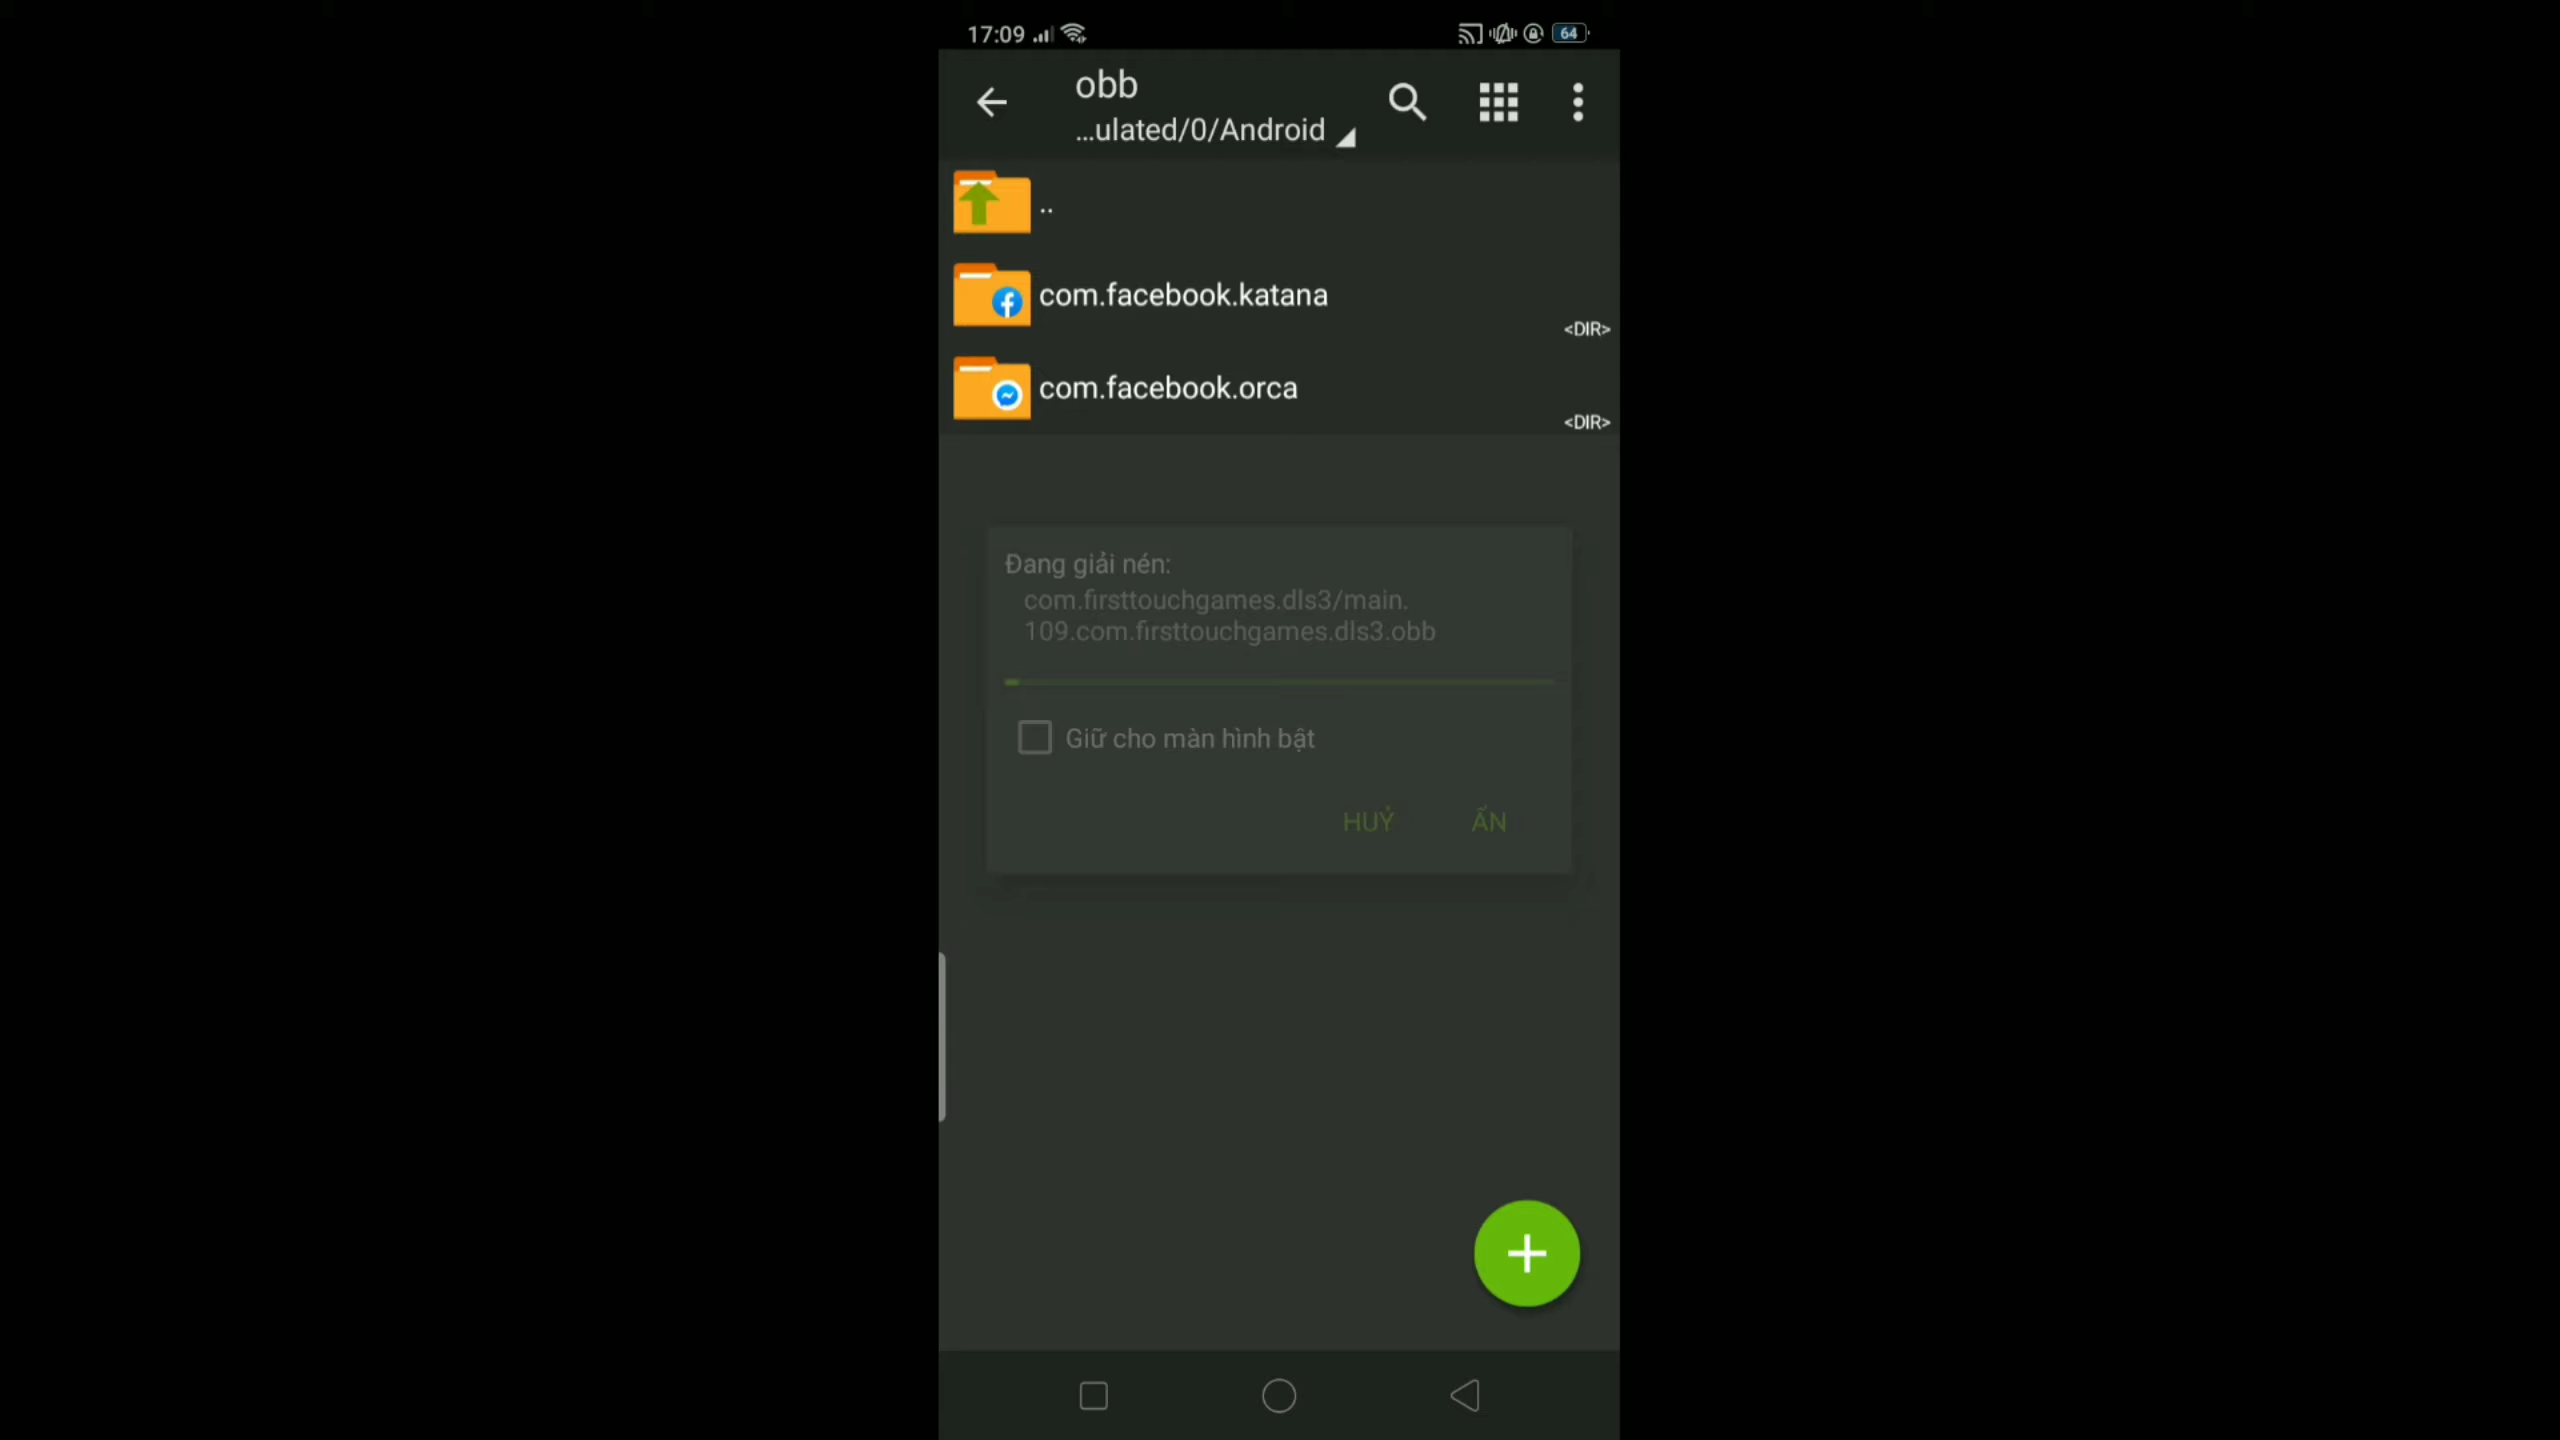 17:09
64
obb
...ulated/0/Android
..
com.facebook.katana
<DIR>
com.facebook.orca
<DIR>
Đang giải nén:
com.firsttouchgames.dls3/main.
109.com.firsttouchgames.dls3.obb
Giữ cho màn hình bật
HUỶ
ẨN